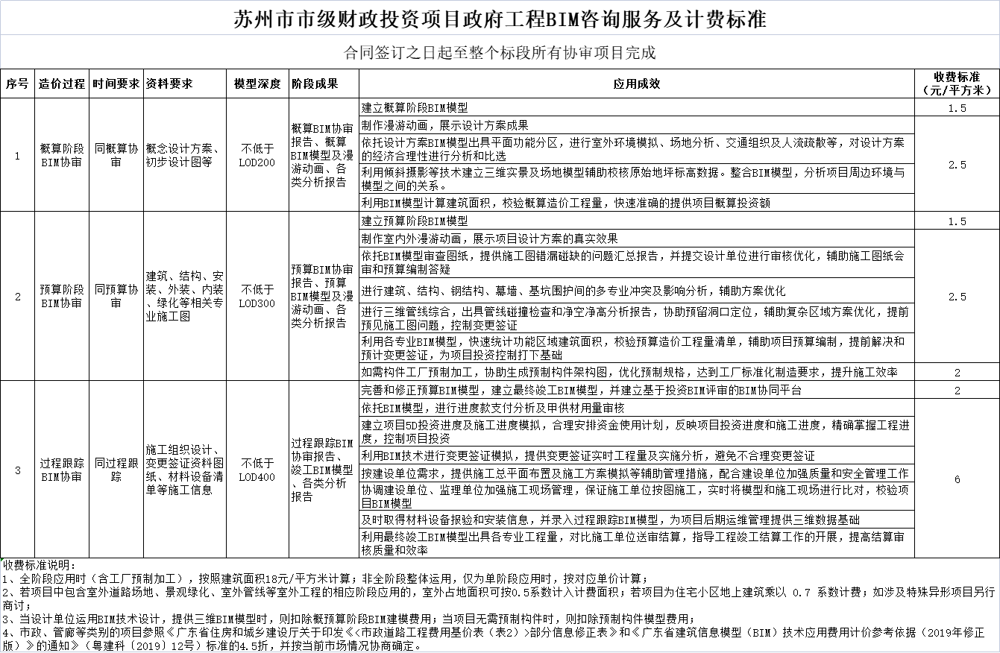 苏州市市级财政投资项目政府工程BIM咨询服务及计费标准
合同签订之日起至整个标段所有协审项目完成
序号 造价过程 时间要求 资料要求 模型深度 阶段成果 应用成效 收费标准
（元/平方米）
1
概算阶段
BIM协审
同概算协
审
概念设计方案、
初步设计图等
不低于
LOD200
概算BIM协审
报告、概算
BIM模型及漫
游动画、各
类分析报告
建立概算阶段BIM模型
1.5
制作漫游动画，展示设计方案成果
依托设计方案BIM模型出具平面功能分区，进行室外环境模拟、场地分析、交通组织及人流疏散等，对设计方案
的经济合理性进行分析和比选
利用倾斜摄影等技术建立三维实景及场地模型辅助校核原始地坪标高数据。整合BIM模型，分析项目周边环境与
模型之间的关系。
利用BIM模型计算建筑面积，校验概算造价工程量，快速准确的提供项目概算投资额
2.5
2
预算阶段
BIM协审
同预算协
审
建筑、结构、安
装、外装、内装
、绿化等相关专
业施工图
不低于
LOD300
预算BIM协审
报告、预算
BIM模型及漫
游动画、各
类分析报告
建立预算阶段BIM模型
1.5
制作室内外漫游动画，展示项目设计方案的真实效果
依托BIM模型审查图纸，提供施工图错漏碰缺的问题汇总报告，并提交设计单位进行审核优化，辅助施工图纸会
审和预算编制答疑
进行建筑、结构、钢结构、幕墙、基坑围护间的多专业冲突及影响分析，辅助方案优化
进行三维管线综合，出具管线碰撞检查和净空净高分析报告，协助预留洞口定位，辅助复杂区域方案优化，提前
预见施工图问题，控制变更签证
利用各专业BIM模型，快速统计功能区域建筑面积，校验预算造价工程量清单，辅助项目预算编制，提前解决和
预计变更签证，为项目投资控制打下基础
2.5
如需构件工厂预制加工，协助生成预制构件架构图，优化预制规格，达到工厂标准化制造要求，提升施工效率
2
3
过程跟踪
BIM协审
同过程跟
踪
施工组织设计、
变更签证资料图
纸、材料设备清
单等施工信息
不低于
LOD400
过程跟踪BIM
协审报告、
竣工BIM模型
、各类分析
报告
完善和修正预算BIM模型，建立最终竣工BIM模型，并建立基于投资BIM评审的BIM协同平台
2
依托BIM模型，进行进度款支付分析及甲供材用量审核
建立项目5D投资进度及施工进度模拟，合理安排资金使用计划，反映项目投资进度和施工进度，精确掌握工程进
度，控制项目投资
利用BIM技术进行变更签证模拟，提供变更签证实时工程量及实施分析，避免不合理变更签证
按建设单位需求，提供施工总平面布置及施工方案模拟等辅助管理措施，配合建设单位加强质量和安全管理工作
协调建设单位、监理单位加强施工现场管理，保证施工单位按图施工，实时将模型和施工现场进行比对，校验项
目BIM模型
及时取得材料设备报验和安装信息，并录入过程跟踪BIM模型，为项目后期运维管理提供三维数据基础
利用最终竣工BIM模型出具各专业工程量，对比施工单位送审结算，指导工程竣工结算工作的开展，提高结算审
核质量和效率
6
收费标准说明：
1、全阶段应用时（含工厂预制加工），按照建筑面积18元/平方米计算；非全阶段整体运用，仅为单阶段应用时，按对应单价计算；
2、若项目中包含室外道路场地、景观绿化、室外管线等室外工程的相应阶段应用的，室外占地面积可按0.5系数计入计费面积；若项目为住宅小区地上建筑乘以 0.7 系数计费；如涉及特殊异形项目另行
商讨；
3、当设计单位运用BIM技术设计，提供三维BIM模型时，则扣除概预算阶段BIM建模费用；当项目无需预制构件时，则扣除预制构件模型费用；
4、市政、管廊等类别的项目参照《广东省住房和城乡建设厅关于印发《<市政道路工程费用基价表（表2）>部分信息修正表》和《广东省建筑信息模型（BIM）技术应用费用计价参考依据（2019年修正
版）》的通知》（粤建科〔2019〕12号）标准的4.5折，并按当前市场情况协商确定。